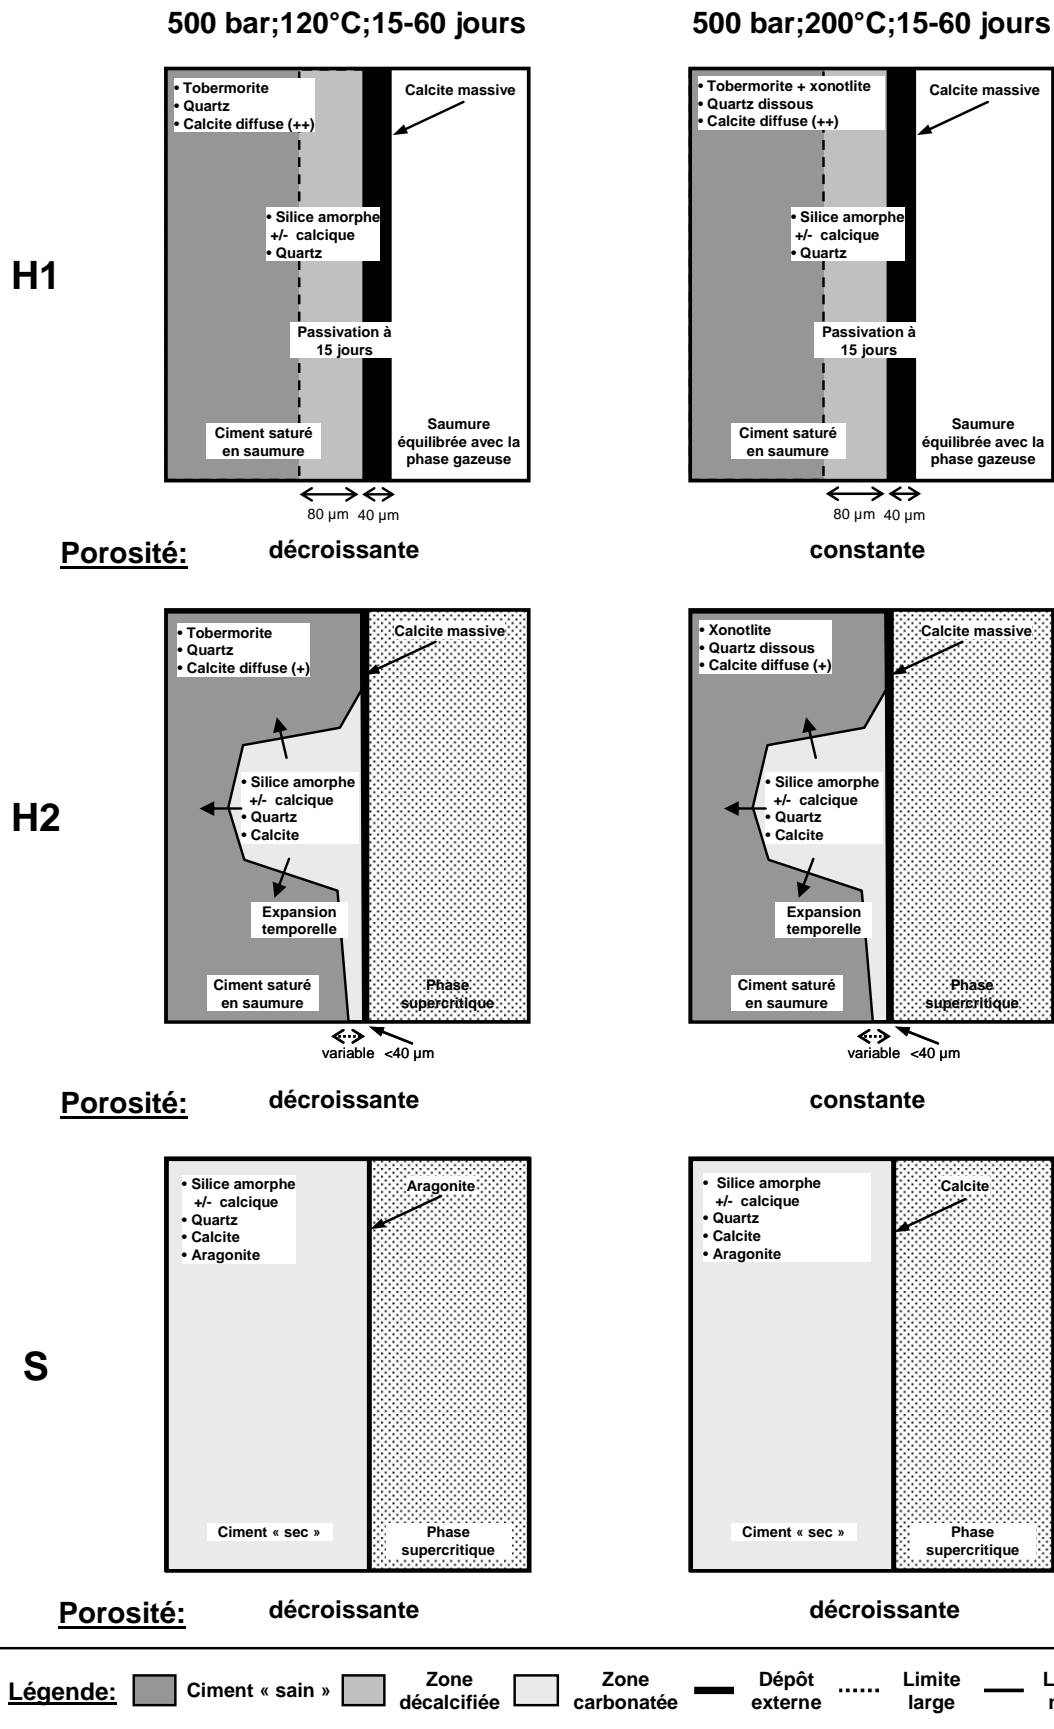 500 bar;120°C;15-60 jours
500 bar;200°C;15-60 jours
H1
• Tobermorite
• Quartz
• Calcite diffuse (++)
Calcite massive
• Silice amorphe
+/- calcique
• Quartz
Passivation à
15 jours
Ciment saturé
en saumure
Saumure
équilibrée avec la
phase gazeuse
80 µm 40 µm
• Tobermorite + xonotlite
• Quartz dissous
• Calcite diffuse (++)
Calcite massive
• Silice amorphe
+/- calcique
• Quartz
Passivation à
15 jours
Ciment saturé
en saumure
Saumure
équilibrée avec la
phase gazeuse
80 µm 40 µm
Porosité: décroissante constante
H2
• Tobermorite
• Quartz
• Calcite diffuse (+)
Calcite massive
• Silice amorphe
+/- calcique
• Quartz
• Calcite
Expansion
temporelle
Ciment saturé
en saumure
Phase
supercritique
variable <40 µm
• Xonotlite
• Quartz dissous
• Calcite diffuse (+)
Calcite massive
• Silice amorphe
+/- calcique
• Quartz
• Calcite
Expansion
temporelle
Ciment saturé
en saumure
Phase
supercritique
variable <40 µm
Porosité: décroissante constante
S
• Silice amorphe
+/- calcique
• Quartz
• Calcite
• Aragonite
Aragonite
Ciment « sec »
Phase
supercritique
• Silice amorphe
+/- calcique
• Quartz
• Calcite
• Aragonite
Calcite
Ciment « sec »
Phase
supercritique
Porosité: décroissante décroissante
Légende:
Ciment « sain »
Zone
décalcifiée
Zone
carbonatée
Dépôt
externe
Limite
large